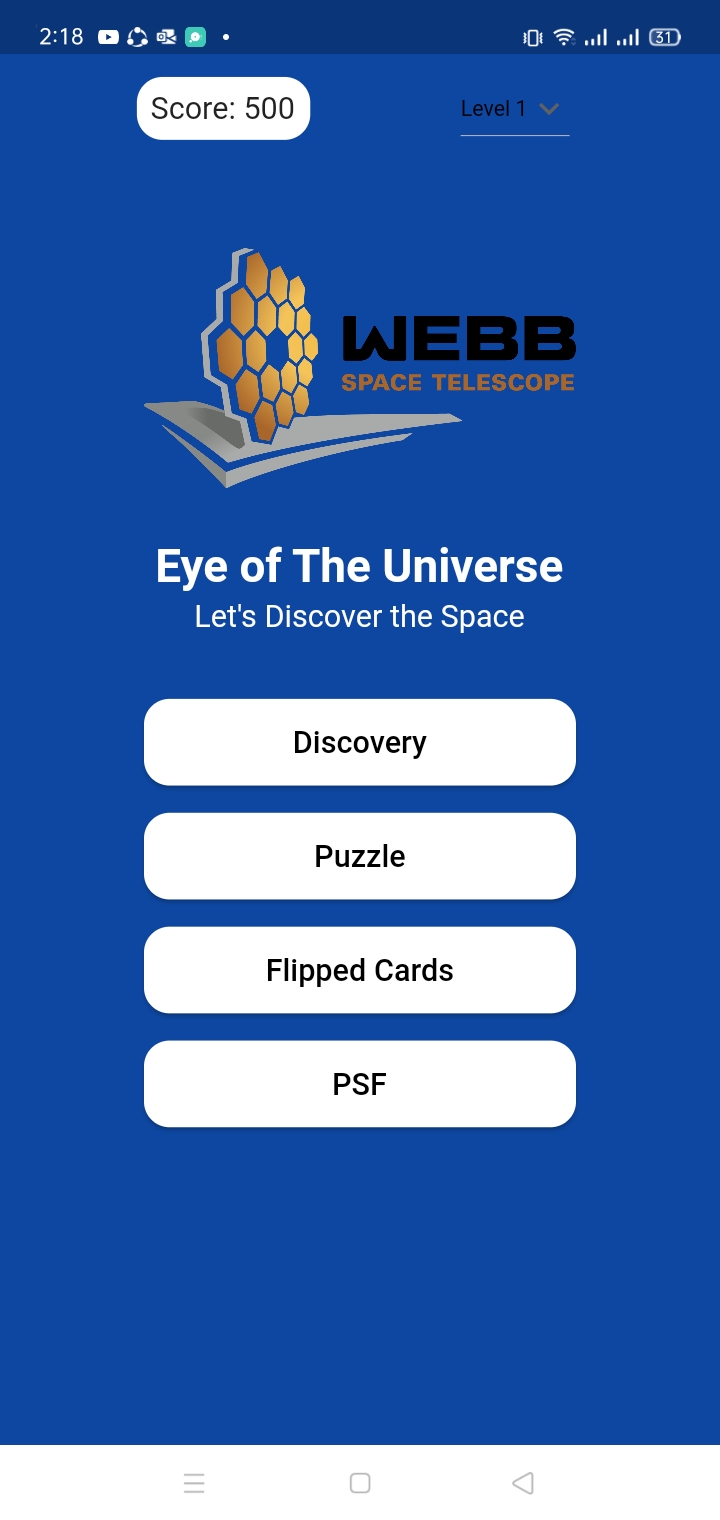 2:18
31
Score: 500
Level 1
WEBB
SPACE TELESCOPE
Eye of The Universe
Let's Discover the Space
Discovery
Puzzle
Flipped Cards
PSF